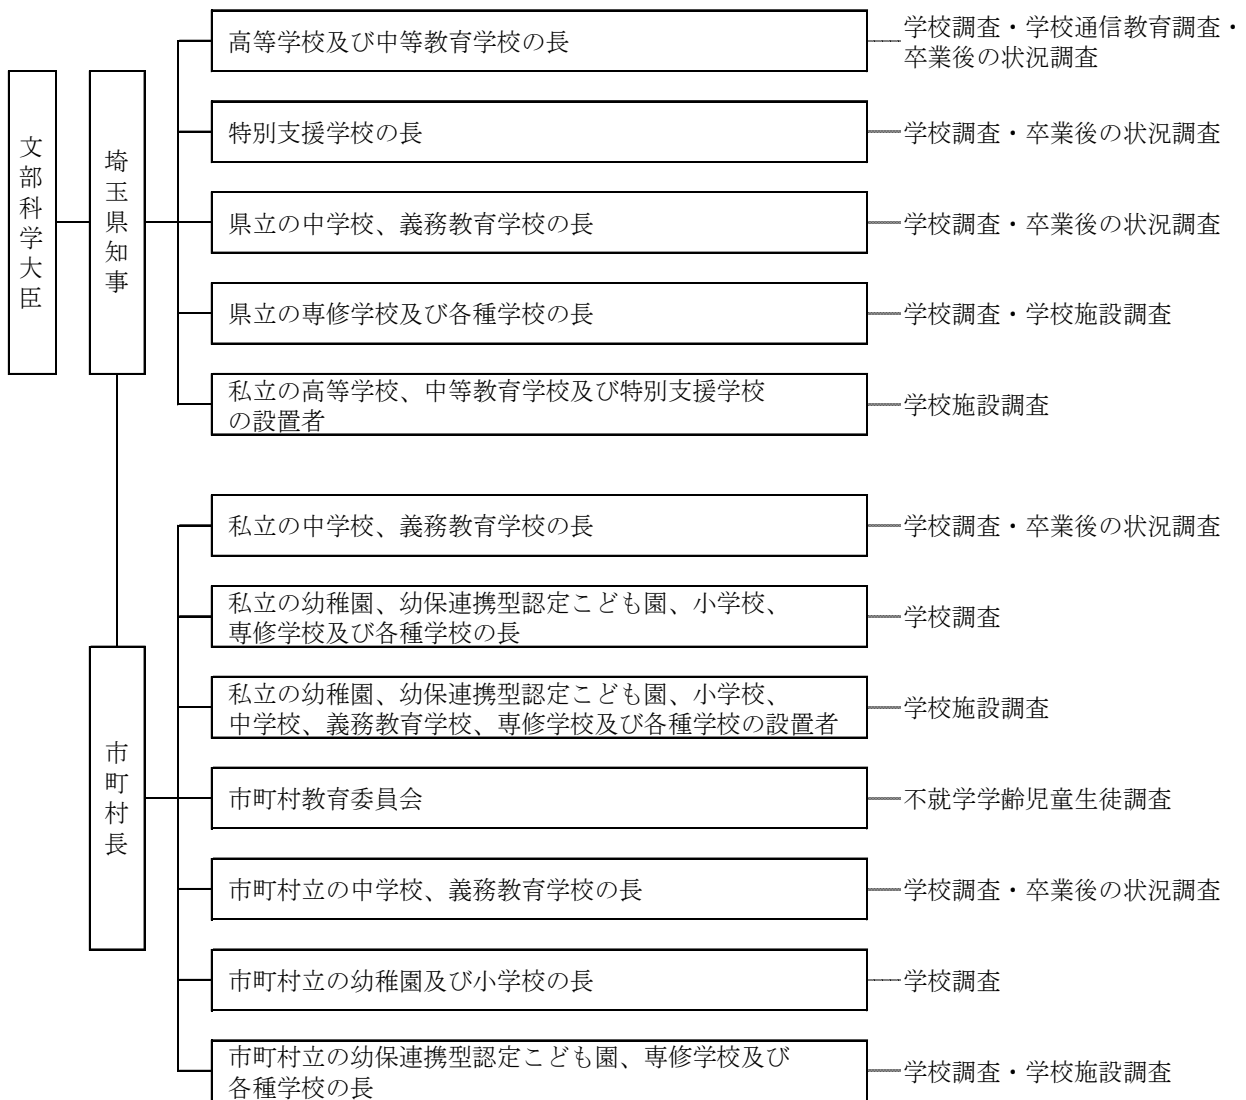 文部科学大臣
埼玉県知事
高等学校及び中等教育学校の長
学校調査・学校通信教育調査・
卒業後の状況調査
特別支援学校の長
学校調査・卒業後の状況調査
県立の中学校、義務教育学校の長
学校調査・卒業後の状況調査
県立の専修学校及び各種学校の長
学校調査・学校施設調査
私立の高等学校、中等教育学校及び特別支援学校
の設置者
学校施設調査
市町村長
私立の中学校、義務教育学校の長
学校調査・卒業後の状況調査
私立の幼稚園、幼保連携型認定こども園、小学校、
専修学校及び各種学校の長
学校調査
私立の幼稚園、幼保連携型認定こども園、小学校、
中学校、義務教育学校、専修学校及び各種学校の設置者
学校施設調査
市町村教育委員会
不就学学齢児童生徒調査
市町村立の中学校、義務教育学校の長
学校調査・卒業後の状況調査
市町村立の幼稚園及び小学校の長
学校調査
市町村立の幼保連携型認定こども園、専修学校及び
各種学校の長
学校調査・学校施設調査